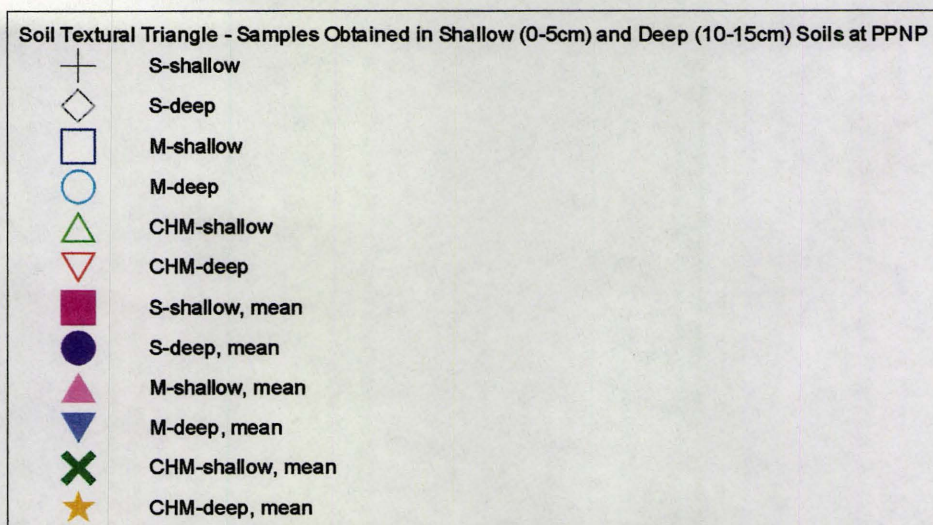 Soil Textural Triangle - Samples Obtained in Shallow (0-5cm) and Deep (10-15cm) Soils at PPNP
S-shallow
S-deep
M-shallow
M-deep
CHM-shallow
CHM-deep
S-shallow, mean
S-deep, mean
M-shallow, mean
M-deep, mean
CHM-shallow, mean
CHM-deep, mean